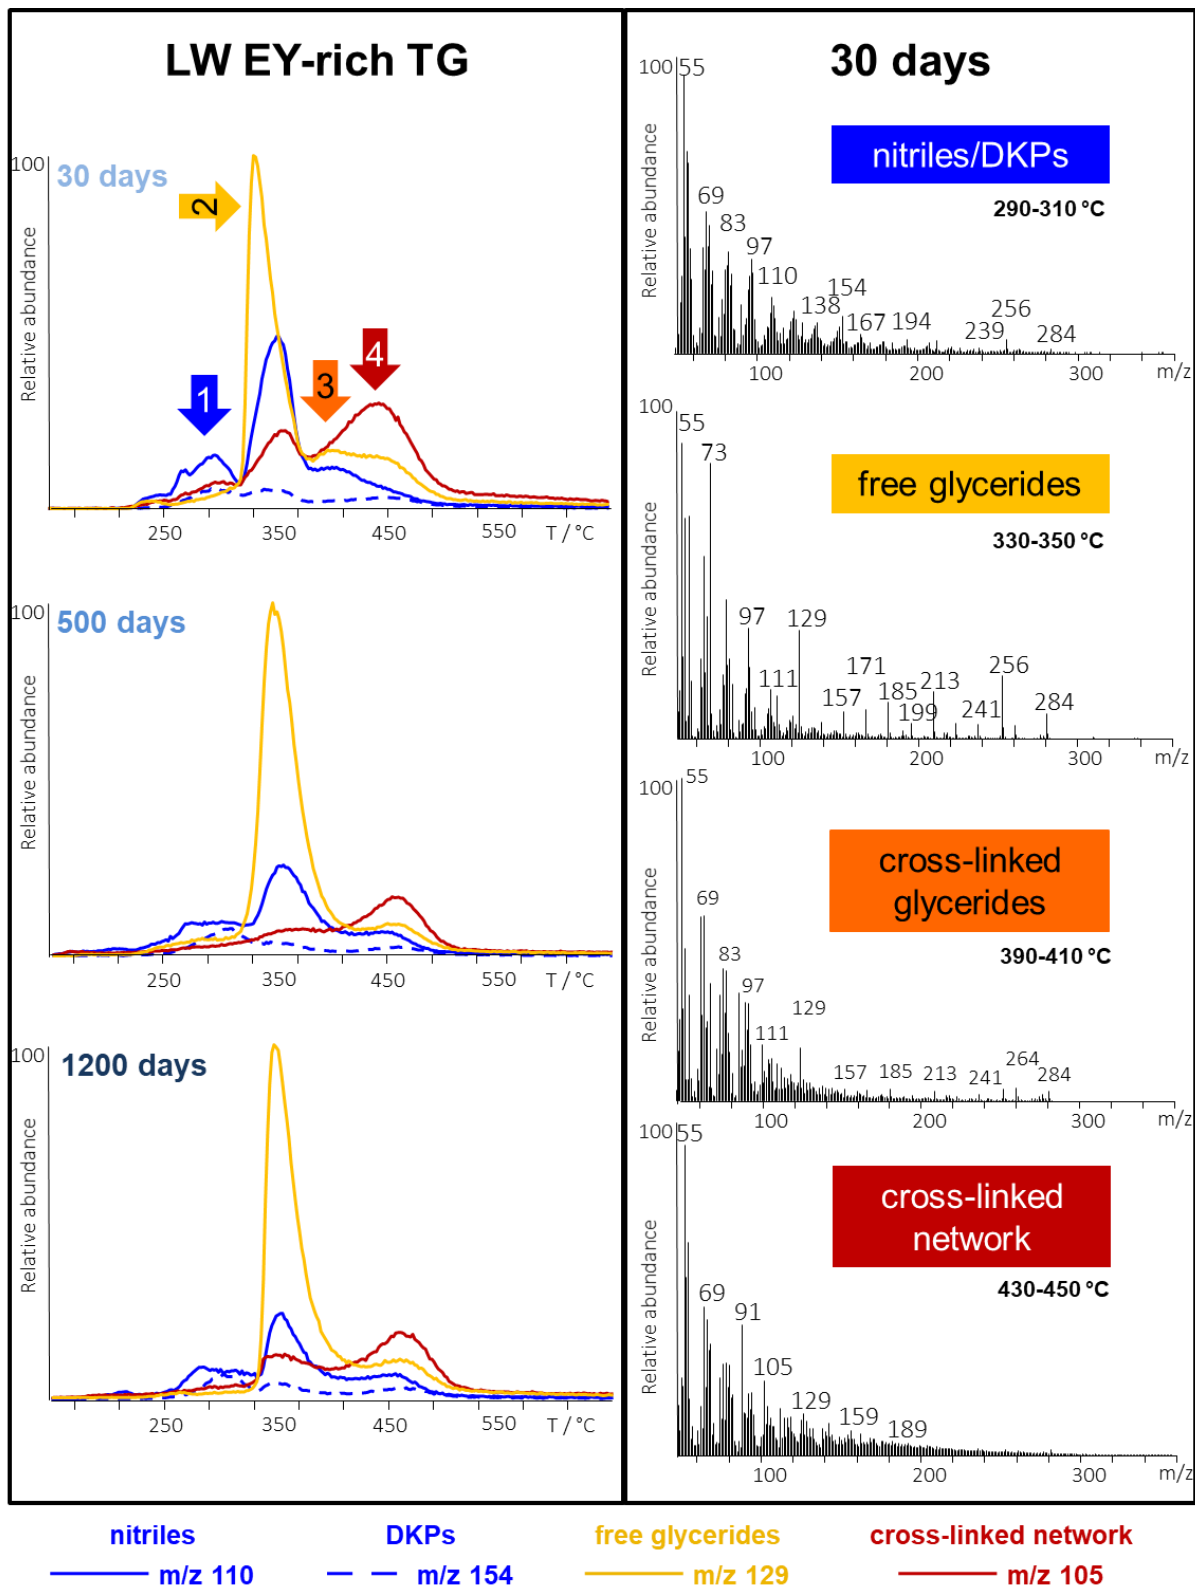 LW EY-rich TG
100
30 days
Relative abundance
2
1
3
4
250
350
450
550
T / °C
100
500 days
Relative abundance
250
350
450
550
T / °C
100
1200 days
Relative abundance
250
350
450
550
T / °C
30 days
100
55
nitriles/DKPs
290-310 °C
Relative abundance
69
83
97
110
138
154
167
194
239
256
284
100
300
m/z
100
55
73
free glycerides
330-350 °C
Relative abundance
97
111
129
157
171
185
199
213
241
256
284
100
200
300
m/z
100
55
cross-linked
glycerides
390-410 °C
Relative abundance
69
83
97
111
129
157
185
213
241
264
284
100
200
300
m/z
100
55
cross-linked
network
430-450 °C
Relative abundance
69
91
105
129
159
189
100
200
300
m/z
nitriles
DKPs
free glycerides
cross-linked network
m/z 110
m/z 154
m/z 129
m/z 105